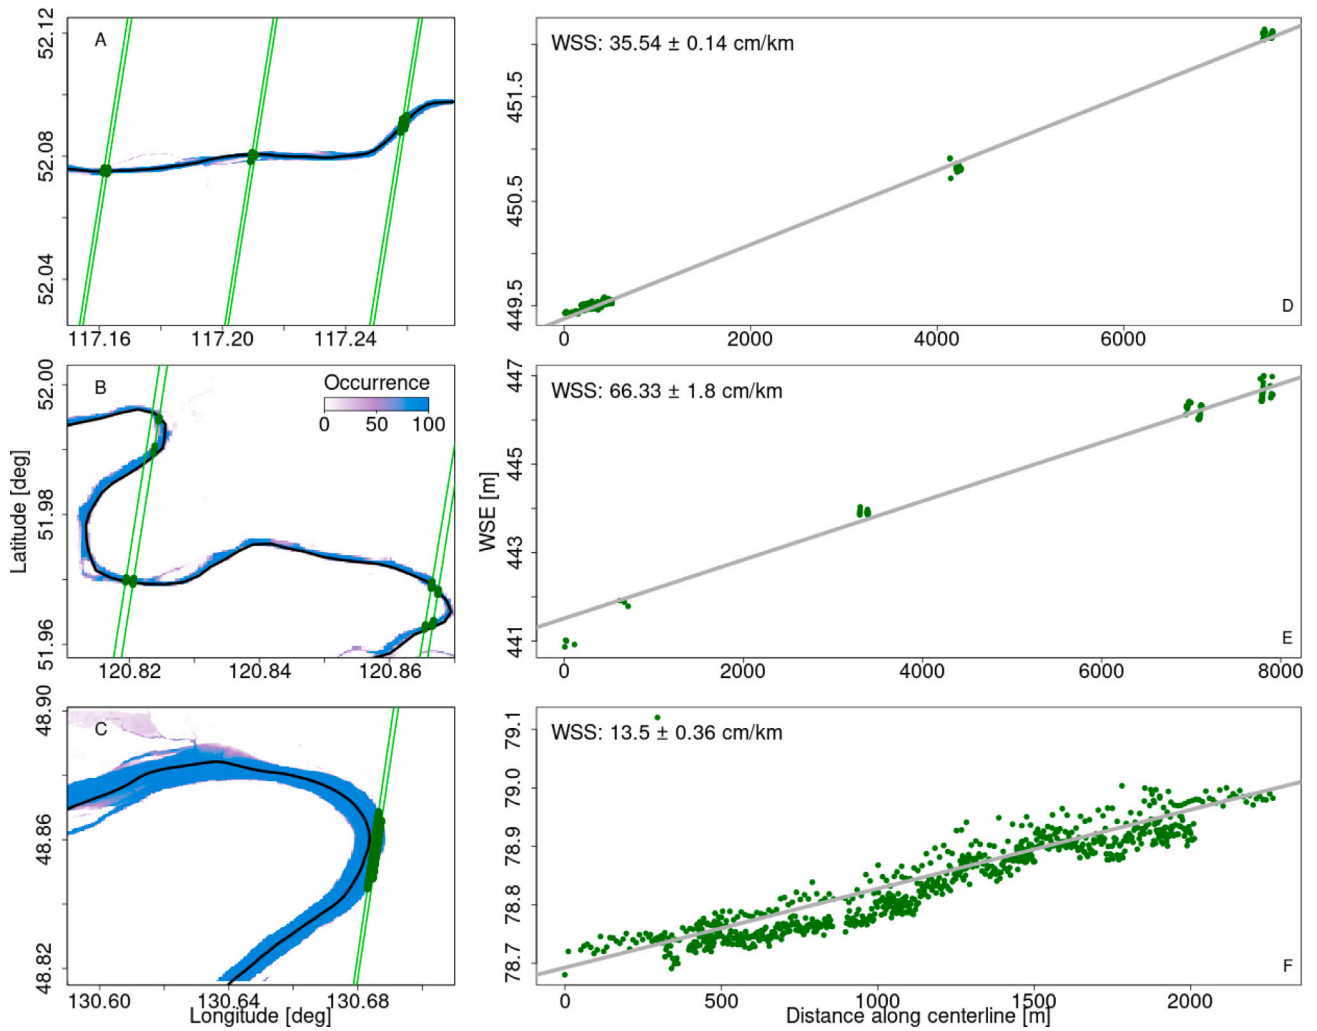 A
52.12
52.08
52.04
117.16 117.20 117.24
WSS: 35.54 ± 0.14 cm/km
451.5
450.5
449.5
D
0 2000 4000 6000
B
Occurrence
0 50 100
52.00
51.98
51.96
Latitude [deg]
120.82 120.84 120.86
WSS: 66.33 ± 1.8 cm/km
447
445
443
441
WSE [m]
E
0 2000 4000 6000 8000
C
48.90
48.86
48.82
130.60 130.64 130.68
Longitude [deg]
WSS: 13.5 ± 0.36 cm/km
79.1
79.0
78.9
78.8
78.7
F
0 500 1000 1500 2000
Distance along centerline [m]